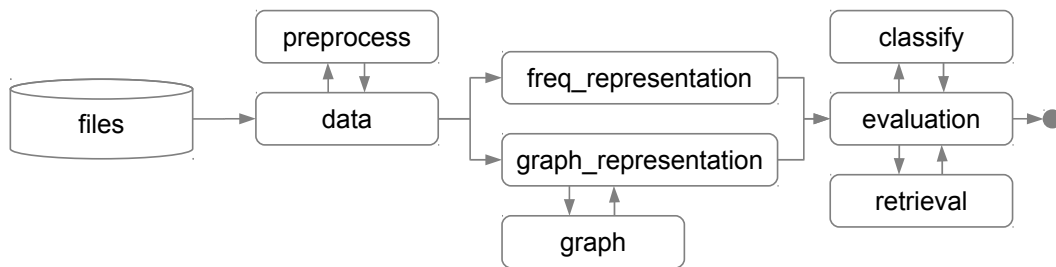 preprocess
classify
freq_representation
files
data
evaluation
graph_representation
retrieval
graph